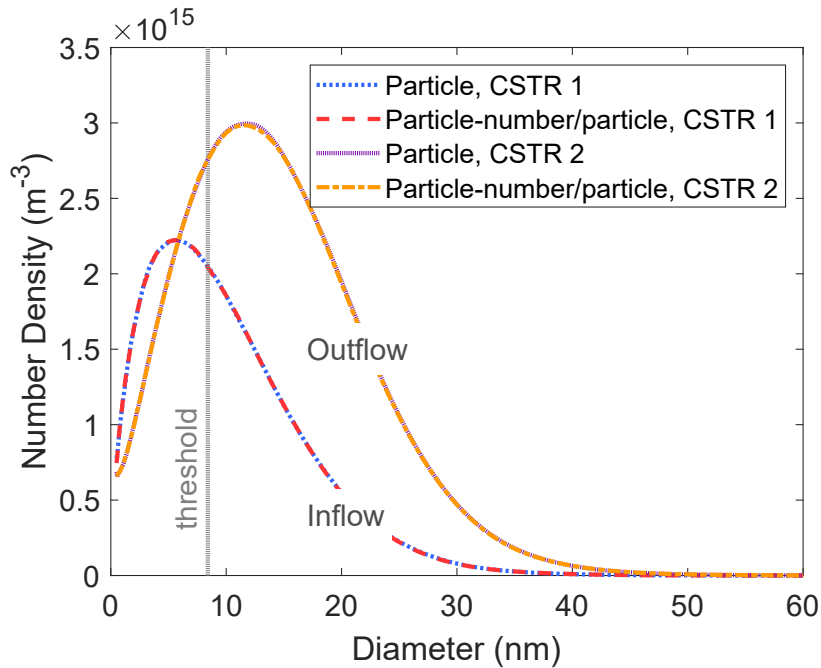 ×10^15
3.5
3
2.5
2
1.5
1
0.5
0
Number Density (m^-3)
Particle, CSTR 1
Particle-number/particle, CSTR 1
Particle, CSTR 2
Particle-number/particle, CSTR 2
Outflow
Inflow
threshold
0 10 20 30 40 50 60
Diameter (nm)